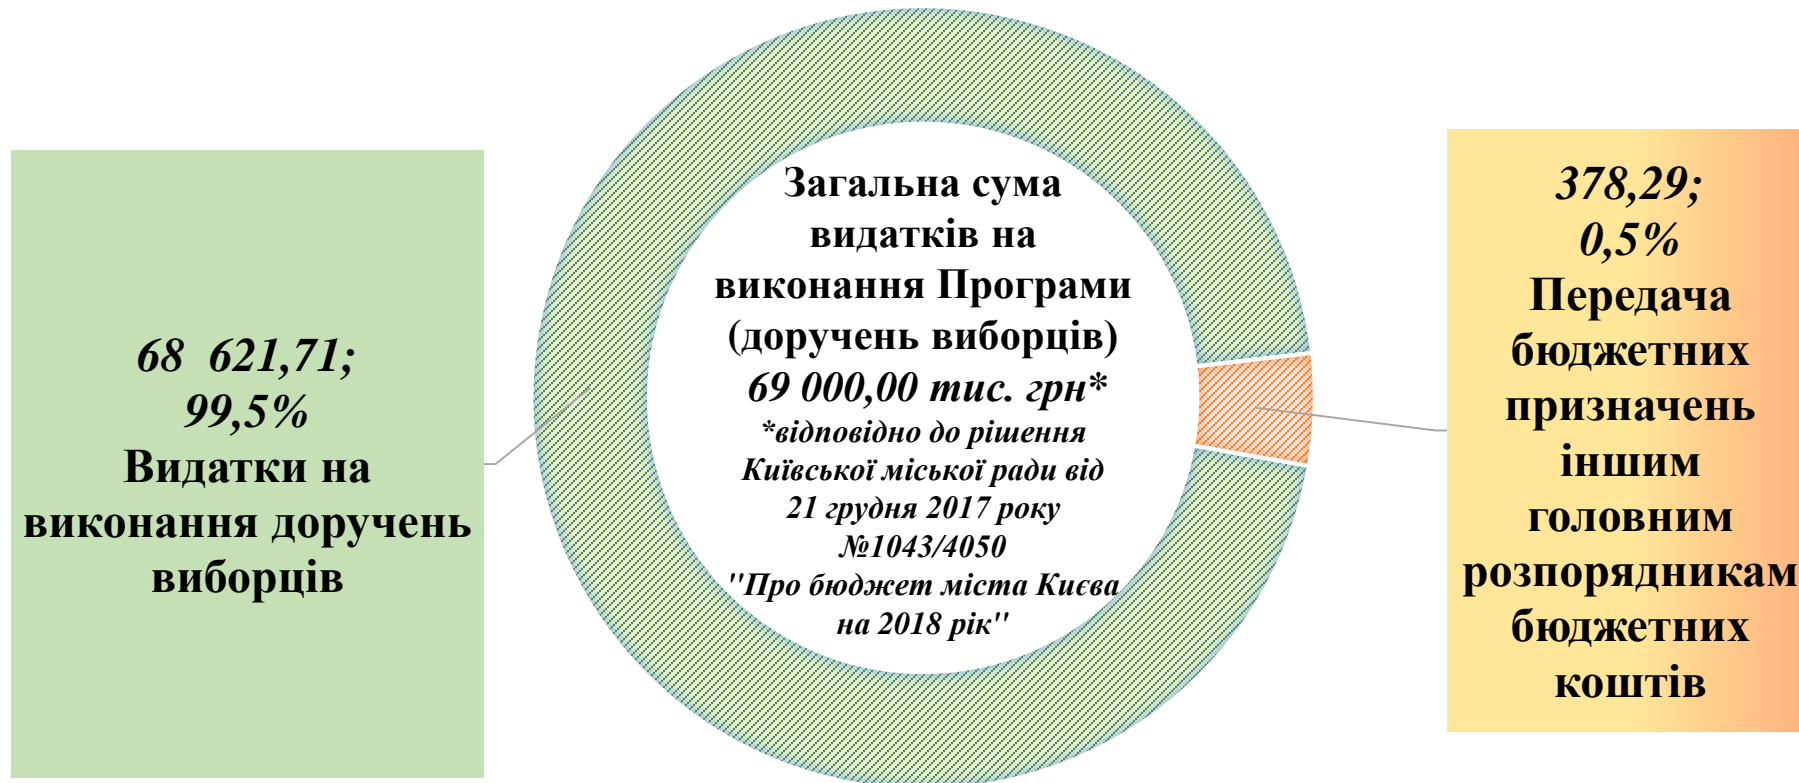 68 621,71;
99,5%
Видатки на
виконання доручень
виборців
Загальна сума
видатків на
виконання Програми
(доручень виборців)
69 000,00 тис. грн*
*відповідно до рішення
Київської міської ради від
21 грудня 2017 року
№1043/4050
"Про бюджет міста Києва
на 2018 рік"
378,29;
0,5%
Передача
бюджетних
призначень
іншим
головним
розпорядникам
бюджетних
коштів